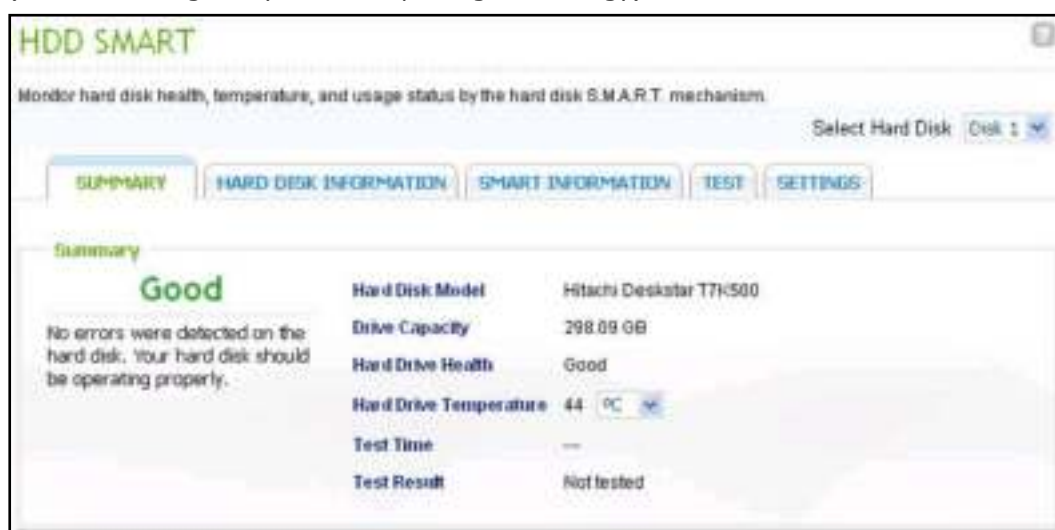 HDD SMART
Monitor hard disk health, temperature, and usage status by the hard disk S.M.A.R.T. mechanism.
Select Hard Disk Disk 1
SUMMARY HARD DISK INFORMATION SMART INFORMATION TEST SETTINGS
Summary
Good
No errors were detected on the
hard disk. Your hard disk should
be operating properly.
Hard Disk Model Hitachi Deskstar T7K500
Drive Capacity 298.09 GB
Hard Drive Health Good
Hard Drive Temperature 44 ºC
Test Time ---
Test Result Not tested